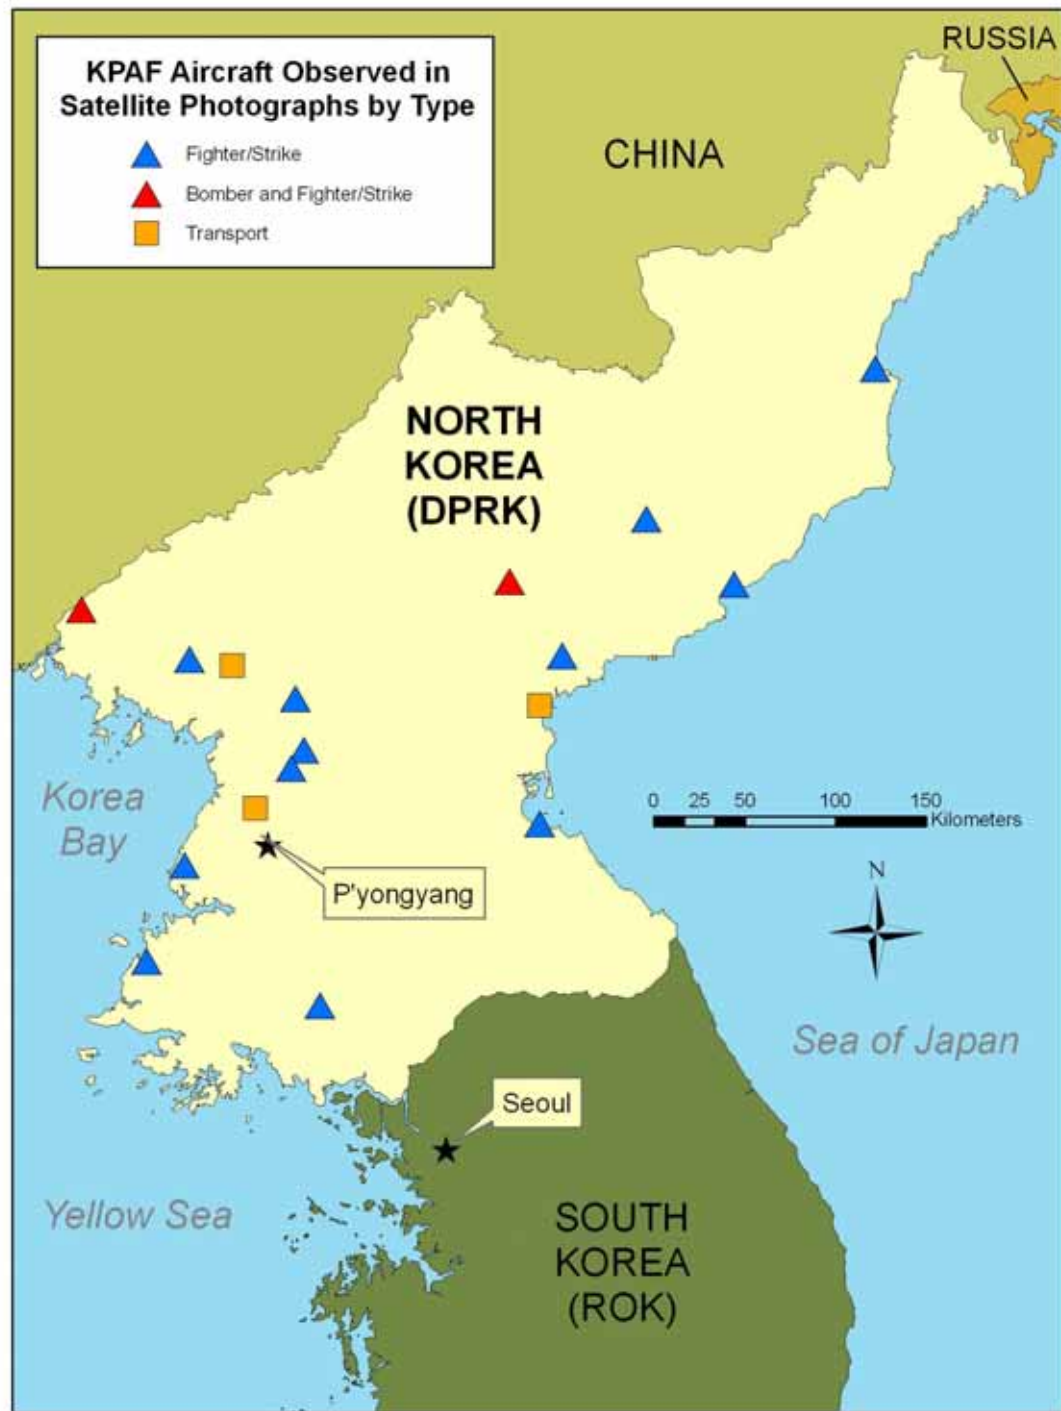 KPAF Aircraft Observed in
Satellite Photographs by Type
Fighter/Strike
Bomber and Fighter/Strike
Transport
RUSSIA
CHINA
NORTH
KOREA
(DPRK)
Korea
Bay
0 25 50 100 150
Kilometers
P'yongyang
N
Sea of Japan
Seoul
Yellow Sea
SOUTH
KOREA
(ROK)